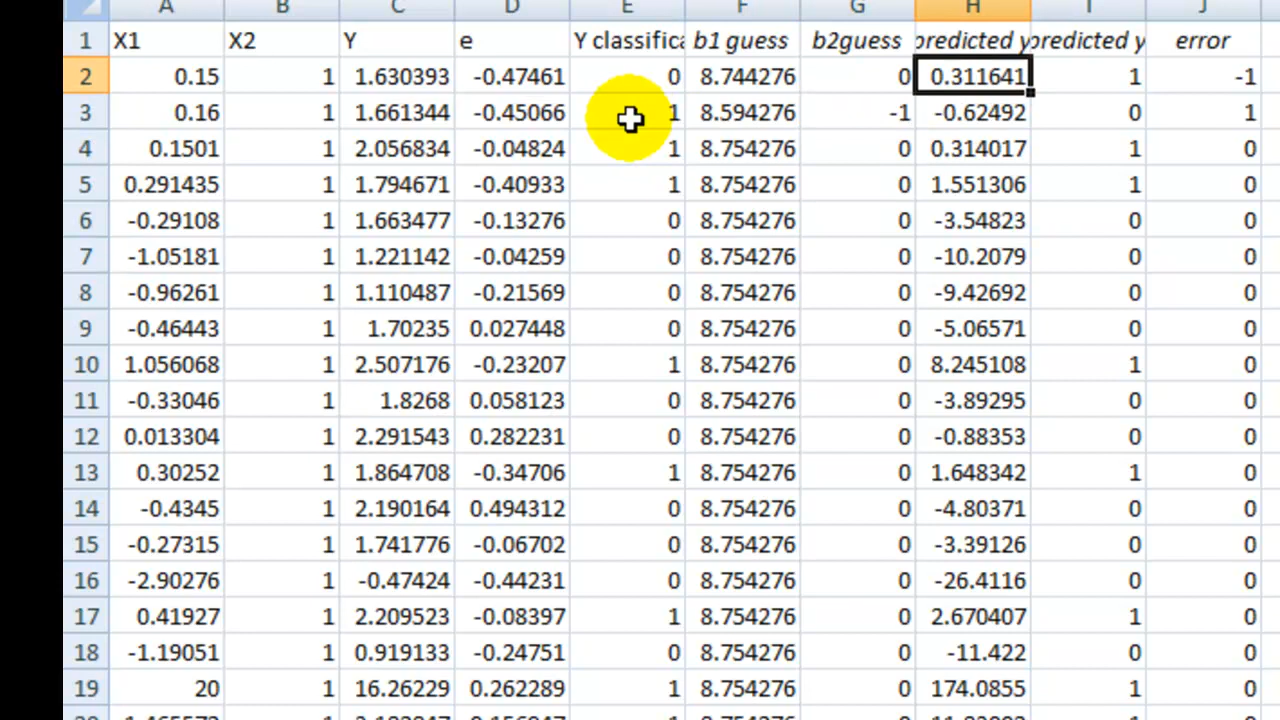 A B C D E F G H I J
1 X1 X2 Y e Y classifica b1 guess b2guess predicted y predicted y error
2 0.15 1 1.630393 -0.47461 0 8.744276 0 0.311641 1 -1
3 0.16 1 1.661344 -0.45066 1 8.594276 -1 -0.62492 0 1
4 0.1501 1 2.056834 -0.04824 1 8.754276 0 0.314017 1 0
5 0.291435 1 1.794671 -0.40933 1 8.754276 0 1.551306 1 0
6 -0.29108 1 1.663477 -0.13276 0 8.754276 0 -3.54823 0 0
7 -1.05181 1 1.221142 -0.04259 0 8.754276 0 -10.2079 0 0
8 -0.96261 1 1.110487 -0.21569 0 8.754276 0 -9.42692 0 0
9 -0.46443 1 1.70235 0.027448 0 8.754276 0 -5.06571 0 0
10 1.056068 1 2.507176 -0.23207 1 8.754276 0 8.245108 1 0
11 -0.33046 1 1.8268 0.058123 0 8.754276 0 -3.89295 0 0
12 0.013304 1 2.291543 0.282231 0 8.754276 0 -0.88353 0 0
13 0.30252 1 1.864708 -0.34706 1 8.754276 0 1.648342 1 0
14 -0.4345 1 2.190164 0.494312 0 8.754276 0 -4.80371 0 0
15 -0.27315 1 1.741776 -0.06702 0 8.754276 0 -3.39126 0 0
16 -2.90276 1 -0.47424 -0.44231 0 8.754276 0 -26.4116 0 0
17 0.41927 1 2.209523 -0.08397 1 8.754276 0 2.670407 1 0
18 -1.19051 1 0.919133 -0.24751 0 8.754276 0 -11.422 0 0
19 20 1 16.26229 0.262289 1 8.754276 0 174.0855 1 0